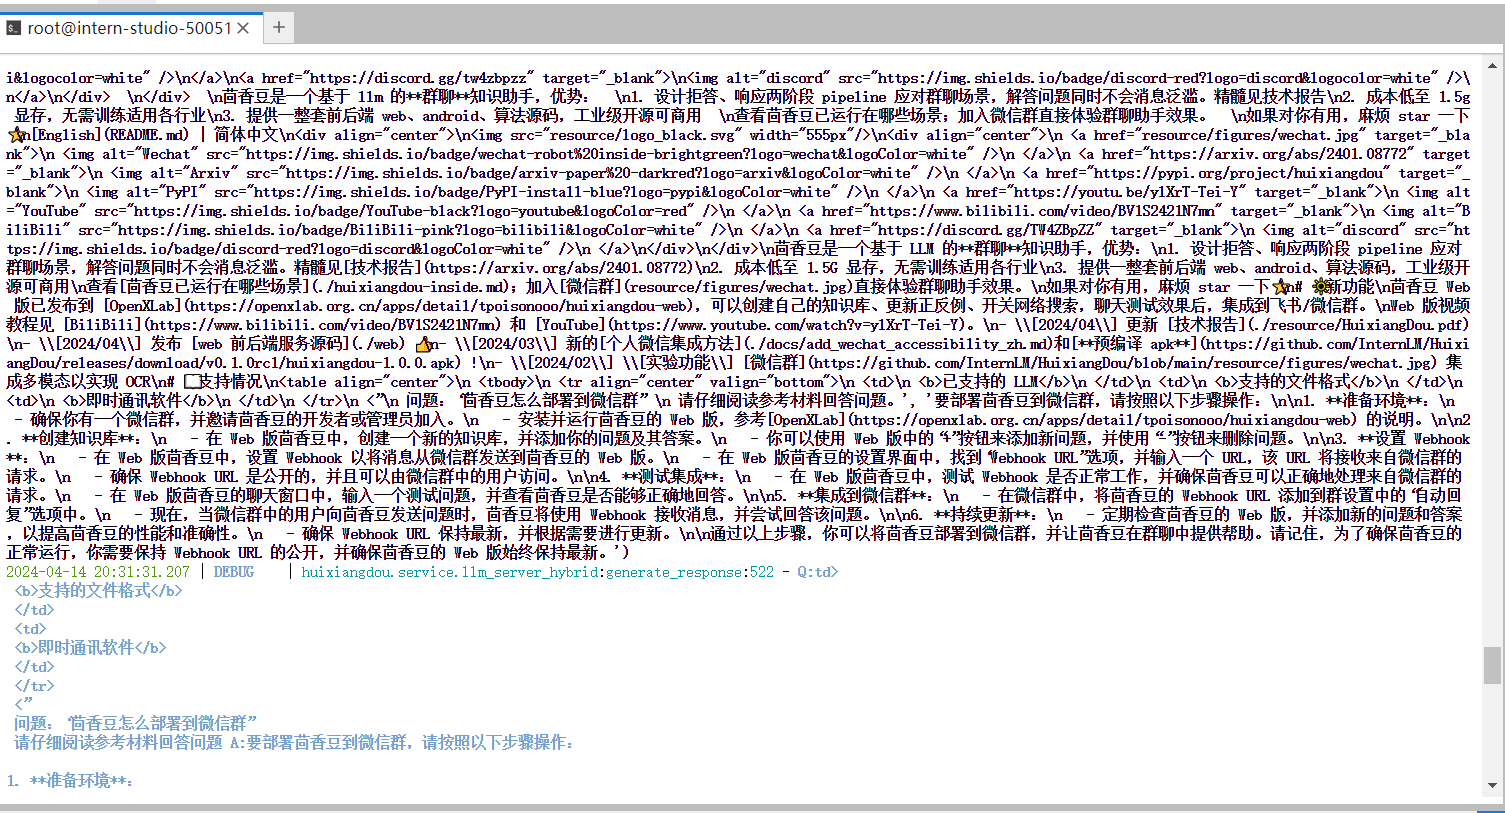 root@intern-studio-50051
i&logocolor=white" />\n</a>\n<a href="https://discord.gg/tw4zbpzz" target="_blank">\n<img alt="discord" src="https://img.shields.io/badge/discord-red?logo=discord&logocolor=white" />\
n</a>\n</div>  \n</div>  \n茴香豆是一个基于 llm 的**群聊**知识助手，优势：  \n1. 设计拒答、响应两阶段 pipeline 应对群聊场景，解答问题同时不会消息泛滥。精髓见技术报告\n2. 成本低至 1.5g
显存，无需训练适用各行业\n3. 提供一整套前后端 web、android、算法源码，工业级开源可商用  \n查看茴香豆已运行在哪些场景；加入微信群直接体验群聊助手效果。  \n如果对你有用，麻烦 star 一下
⭐\n[English](README.md) | 简体中文\n<div align="center">\n<img src="resource/logo_black.svg" width="555px"/>\n<div align="center">\n <a href="resource/figures/wechat.jpg" target="_bla
nk">\n <img alt="Wechat" src="https://img.shields.io/badge/wechat-robot%20inside-brightgreen?logo=wechat&logoColor=white" />\n </a>\n <a href="https://arxiv.org/abs/2401.08772" target
="_blank">\n <img alt="Arxiv" src="https://img.shields.io/badge/arxiv-paper%20-darkred?logo=arxiv&logoColor=white" />\n </a>\n <a href="https://pypi.org/project/huixiangdou" target="_
blank">\n <img alt="PyPI" src="https://img.shields.io/badge/PyPI-install-blue?logo=pypi&logoColor=white" />\n </a>\n <a href="https://youtu.be/ylXrT-Tei-Y" target="_blank">\n <img alt
="YouTube" src="https://img.shields.io/badge/YouTube-black?logo=youtube&logoColor=red" />\n </a>\n <a href="https://www.bilibili.com/video/BV1S2421N7mn" target="_blank">\n <img alt="B
iliBili" src="https://img.shields.io/badge/BiliBili-pink?logo=bilibili&logoColor=white" />\n </a>\n <a href="https://discord.gg/TW4ZBpZZ" target="_blank">\n <img alt="discord" src="ht
tps://img.shields.io/badge/discord-red?logo=discord&logoColor=white" />\n </a>\n</div>\n</div>\n茴香豆是一个基于 LLM 的**群聊**知识助手，优势：\n1. 设计拒答、响应两阶段 pipeline 应对
群聊场景，解答问题同时不会消息泛滥。精髓见[技术报告](https://arxiv.org/abs/2401.08772)\n2. 成本低至 1.5G 显存，无需训练适用各行业\n3. 提供一整套前后端 web、android、算法源码，工业级开
源可商用\n查看[茴香豆已运行在哪些场景](./huixiangdou-inside.md)；加入[微信群](resource/figures/wechat.jpg)直接体验群聊助手效果。\n如果对你有用，麻烦 star 一下⭐\n# 🔆新功能\n茴香豆 Web
版已发布到 [OpenXLab](https://openxlab.org.cn/apps/detail/tpoisonooo/huixiangdou-web)，可以创建自己的知识库、更新正反例、开关网络搜索，聊天测试效果后，集成到飞书/微信群。\nWeb 版视频
教程见 [BiliBili](https://www.bilibili.com/video/BV1S2421N7mn) 和 [YouTube](https://www.youtube.com/watch?v=ylXrT-Tei-Y)。\n- \\[2024/04\\] 更新 [技术报告](./resource/HuixiangDou.pdf)
\n- \\[2024/04\\] 发布 [web 前后端服务源码](./web) 👍\n- \\[2024/03\\] 新的[个人微信集成方法](./docs/add_wechat_accessibility_zh.md)和[**预编译 apk**](https://github.com/InternLM/Huixi
angDou/releases/download/v0.1.0rc1/huixiangdou-1.0.0.apk) !\n- \\[2024/02\\] \\[实验功能\\] [微信群](https://github.com/InternLM/HuixiangDou/blob/main/resource/figures/wechat.jpg) 集
成多模态以实现 OCR\n# 📖支持情况\n<table align="center">\n <tbody>\n <tr align="center" valign="bottom">\n <td>\n <b>已支持的 LLM</b>\n </td>\n <td>\n <b>支持的文件格式</b>\n </td>\n
<td>\n <b>即时通讯软件</b>\n </td>\n </tr>\n <”\n 问题：“茴香豆怎么部署到微信群”\n 请仔细阅读参考材料回答问题。', '要部署茴香豆到微信群，请按照以下步骤操作：\n\n1. **准备环境**：\n
- 确保你有一个微信群，并邀请茴香豆的开发者或管理员加入。\n   - 安装并运行茴香豆的 Web 版，参考[OpenXLab](https://openxlab.org.cn/apps/detail/tpoisonooo/huixiangdou-web) 的说明。\n\n2
. **创建知识库**：\n   - 在 Web 版茴香豆中，创建一个新的知识库，并添加你的问题及其答案。\n   - 你可以使用 Web 版中的“+”按钮来添加新问题，并使用“-”按钮来删除问题。\n\n3. **设置 Webhook
**：\n   - 在 Web 版茴香豆中，设置 Webhook 以将消息从微信群发送到茴香豆的 Web 版。\n   - 在 Web 版茴香豆的设置界面中，找到“Webhook URL”选项，并输入一个 URL，该 URL 将接收来自微信群的
请求。\n   - 确保 Webhook URL 是公开的，并且可以由微信群中的用户访问。\n\n4. **测试集成**：\n   - 在 Web 版茴香豆中，测试 Webhook 是否正常工作，并确保茴香豆可以正确地处理来自微信群的
请求。\n   - 在 Web 版茴香豆的聊天窗口中，输入一个测试问题，并查看茴香豆是否能够正确地回答。\n\n5. **集成到微信群**：\n   - 在微信群中，将茴香豆的 Webhook URL 添加到群设置中的“自动回
复”选项中。\n   - 现在，当微信群中的用户向茴香豆发送问题时，茴香豆将使用 Webhook 接收消息，并尝试回答该问题。\n\n6. **持续更新**：\n   - 定期检查茴香豆的 Web 版，并添加新的问题和答案
，以提高茴香豆的性能和准确性。\n   - 确保 Webhook URL 保持最新，并根据需要进行更新。\n\n通过以上步骤，你可以将茴香豆部署到微信群，并让茴香豆在群聊中提供帮助。请记住，为了确保茴香豆的
正常运行，你需要保持 Webhook URL 的公开，并确保茴香豆的 Web 版始终保持最新。')
2024-04-14 20:31:31.207 | DEBUG    | huixiangdou.service.llm_server_hybrid:generate_response:522 - Q:td>
<b>支持的文件格式</b>
</td>
<td>
<b>即时通讯软件</b>
</td>
</tr>
<”
问题：“茴香豆怎么部署到微信群”
请仔细阅读参考材料回答问题 A:要部署茴香豆到微信群，请按照以下步骤操作：
1. **准备环境**：